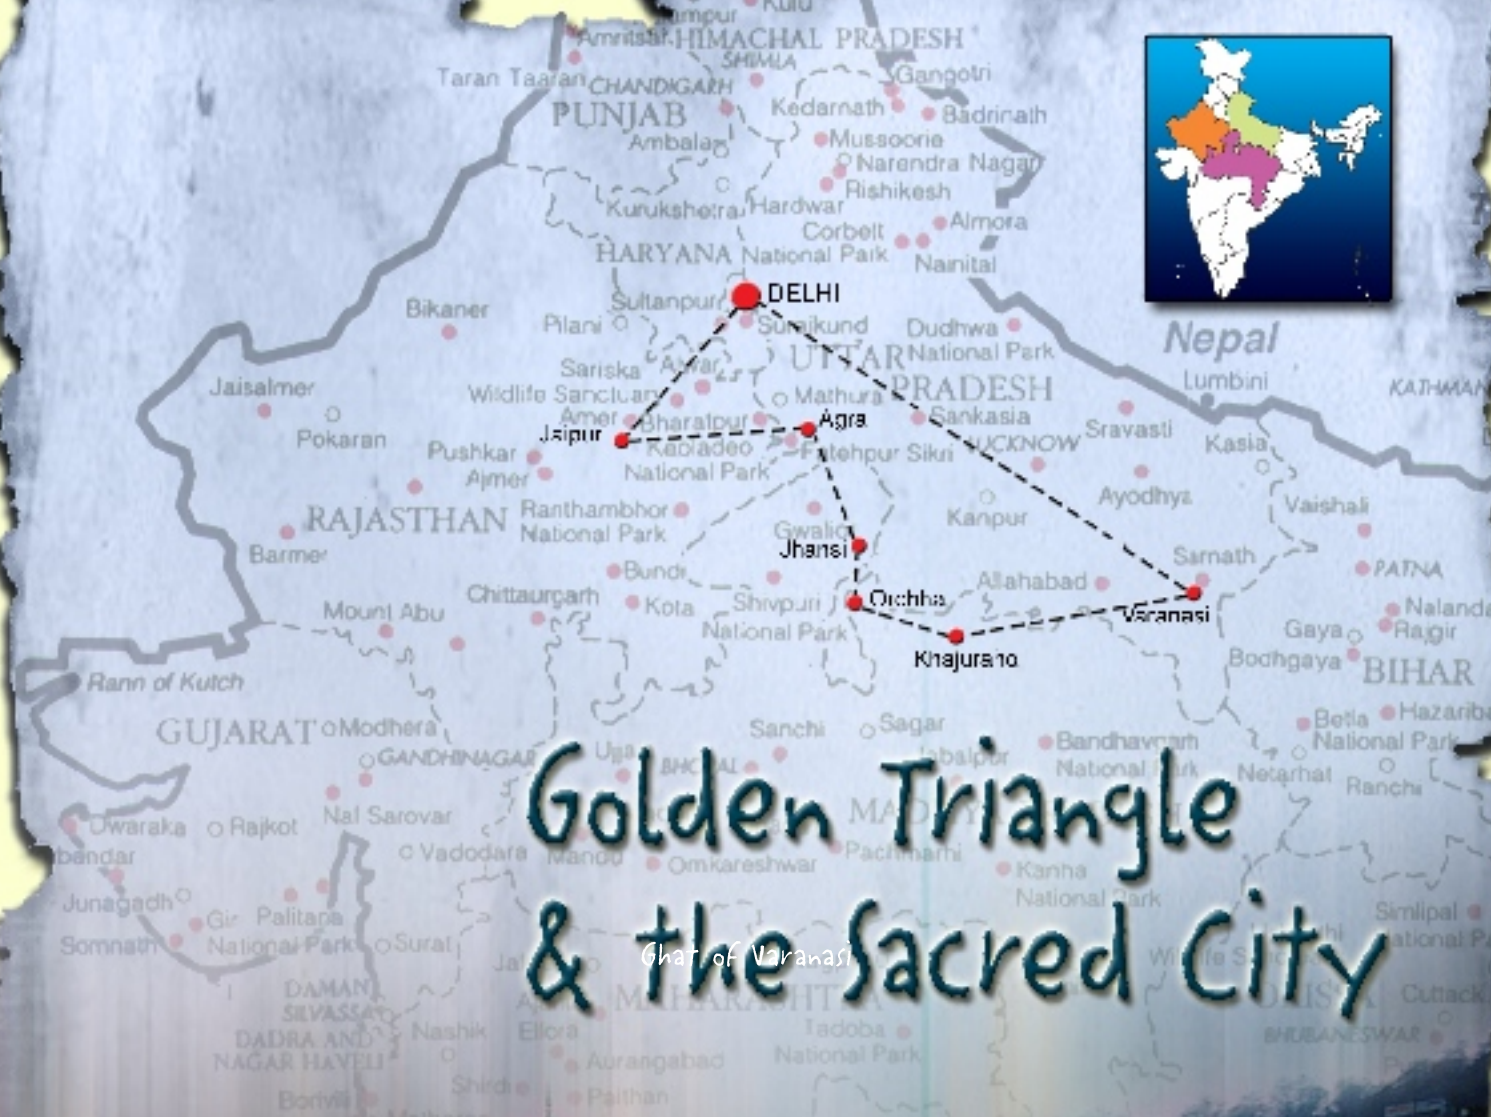 Kulu
Amritsar HIMACHAL PRADESH
SHIMLA
Taran Taaran CHANDIGARH Gangotri
PUNJAB Kedarnath Badrinath
Ambala Mussoorie
Narendra Nagar
Rishikesh
Kurukshetra Hardwar
Corbett Almora
HARYANA National Park Nainital
DELHI
Bikaner Sultanpur
Pilani Surajkund Dudhwa Nepal
Sariska Alwar UTTAR National Park
Jaisalmer Wildlife Sanctuary Mathura PRADESH Lumbini
Amer Bharatpur Agra Sankasia Sravasti
Pokaran Jaipur Keoladeo Kasia
Pushkar Fatehpur Sikri
Ajmer National Park Ayodhya
RAJASTHAN Ranthambhor Kanpur Vaishali
National Park
Barmer Jhansi Sarnath
Bundi Allahabad PATNA
Chittaurgarh Orchha
Mount Abu Kota Shivpuri Varanasi Nalanda
National Park Gaya Rajgir
Khajuraho Bodhgaya
Rann of Kutch BIHAR
GUJARAT Modhera Sanchi Sagar Betla
GANDHINAGAR Bandhavgarh National Park
Netarhat
Ranchi
Golden Triangle
Nal Sarovar
Dwaraka Rajkot
Vadodara Omkareshwar Pachmarhi
Kanha
National Park
Junagadh Gir Palitana Simlipal
Somnath National Park Surat
& the Sacred City
Ghat of Varanasi
DAMAN MAHARASHTRA Cuttack
SILVASSA
DADRA AND Nashik Ellora Tadoba BHUBANESWAR
NAGAR HAVELI National Park
Aurangabad
Shirdi
Paithan